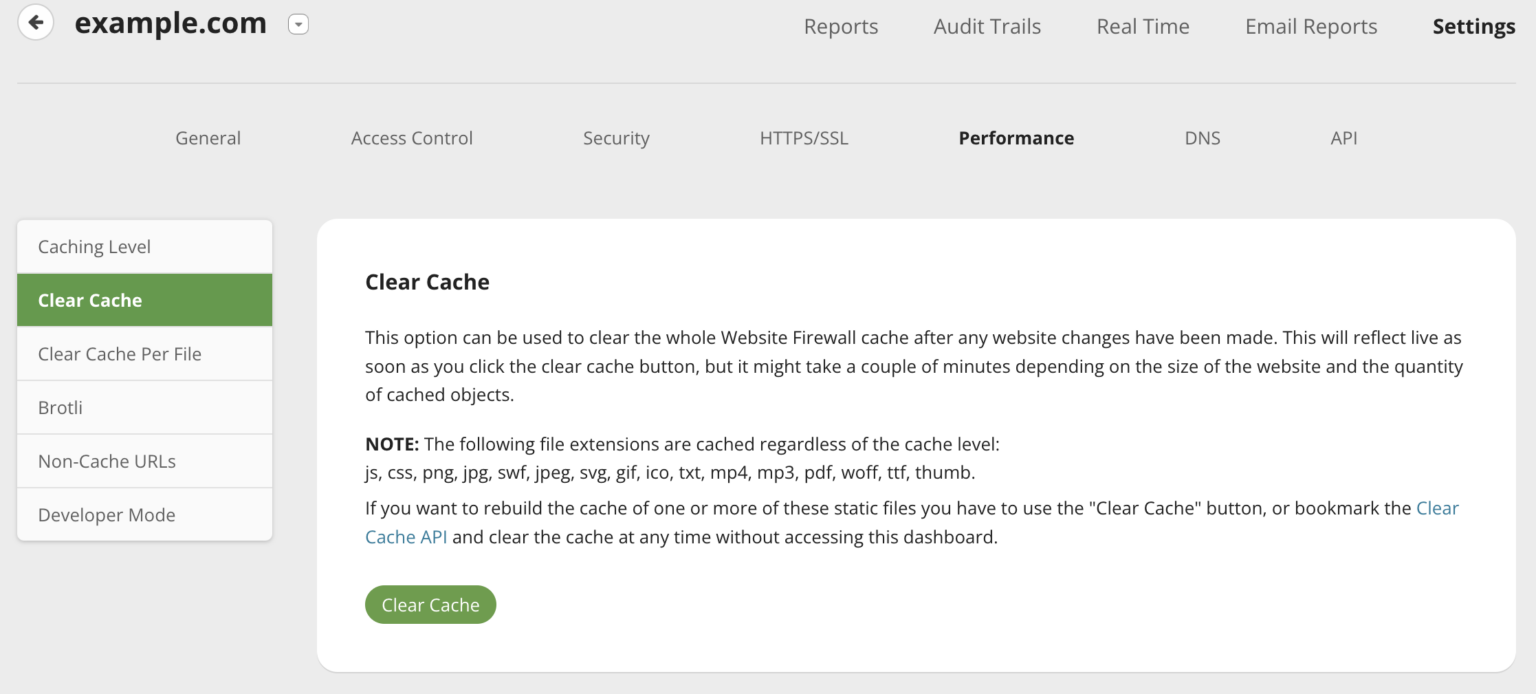 example.com
Reports
Audit Trails
Real Time
Email Reports
Settings
General
Access Control
Security
HTTPS/SSL
Performance
DNS
API
Caching Level
Clear Cache
Clear Cache Per File
Brotli
Non-Cache URLs
Developer Mode
Clear Cache
This option can be used to clear the whole Website Firewall cache after any website changes have been made. This will reflect live as
soon as you click the clear cache button, but it might take a couple of minutes depending on the size of the website and the quantity
of cached objects.
NOTE: The following file extensions are cached regardless of the cache level:
js, css, png, jpg, swf, jpeg, svg, gif, ico, txt, mp4, mp3, pdf, woff, ttf, thumb.
If you want to rebuild the cache of one or more of these static files you have to use the "Clear Cache" button, or bookmark the Clear
Cache API and clear the cache at any time without accessing this dashboard.
Clear Cache